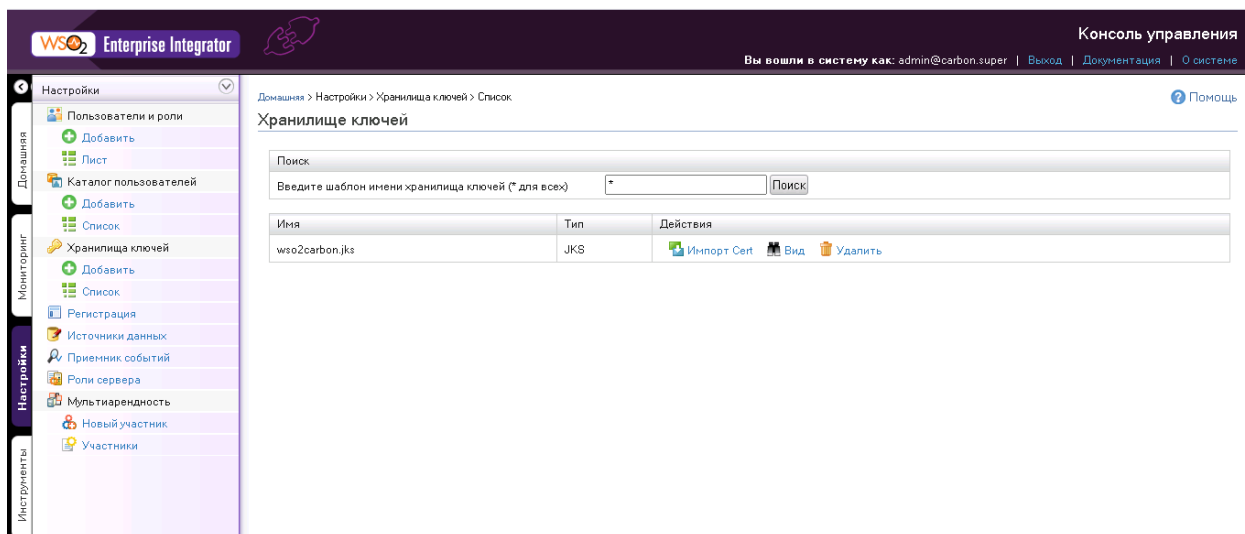 WSO2 Enterprise Integrator
Консоль управления
Вы вошли в систему как: admin@carbon.super | Выход | Документация | О системе
Домашняя
Мониторинг
Настройки
Инструменты
Настройки
Пользователи и роли
Добавить
Лист
Каталог пользователей
Добавить
Список
Хранилища ключей
Добавить
Список
Регистрация
Источники данных
Приемник событий
Роли сервера
Мультиарендность
Новый участник
Участники
Домашняя > Настройки > Хранилища ключей > Список
Помощь
Хранилище ключей
Поиск
Введите шаблон имени хранилища ключей (* для всех) * Поиск
Имя Тип Действия
wso2carbon.jks JKS Импорт Cert Вид Удалить